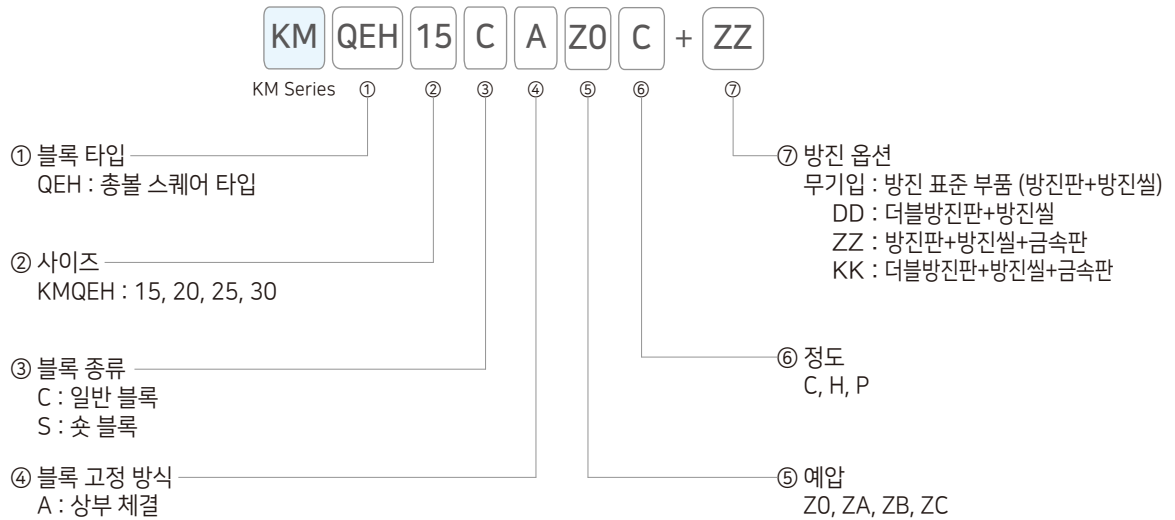 KM QEH 15 C A Z0 C + ZZ
KM Series ① ② ③ ④ ⑤ ⑥ ⑦
① 블록 타입
QEH : 총볼 스퀘어 타입
② 사이즈
KMQEH : 15, 20, 25, 30
③ 블록 종류
C : 일반 블록
S : 숏 블록
④ 블록 고정 방식
A : 상부 체결
⑦ 방진 옵션
무기입 : 방진 표준 부품 (방진판+방진씰)
DD : 더블방진판+방진씰
ZZ : 방진판+방진씰+금속판
KK : 더블방진판+방진씰+금속판
⑥ 정도
C, H, P
⑤ 예압
Z0, ZA, ZB, ZC